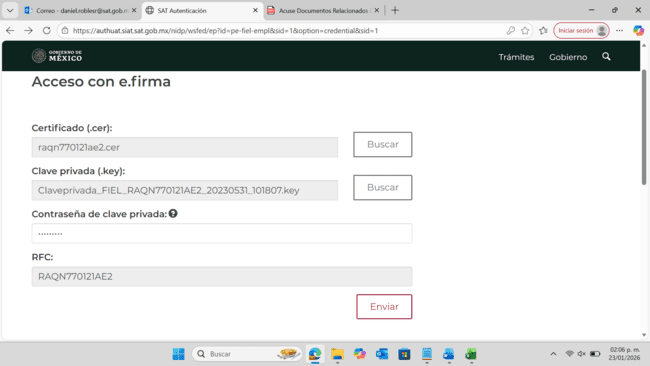 Correo - daniel.roblesr@sat.gob.m
SAT Autenticación
Acuse Documentos Relacionados
https://authuat.siat.sat.gob.mx/nidp/wsfed/ep?id=pe-fiel-empl&sid=1&option=credential&sid=1
Iniciar sesión
GOBIERNO DE
MÉXICO
Trámites
Gobierno
Acceso con e.firma
Certificado (.cer):
raqn770121ae2.cer
Buscar
Clave privada (.key):
Claveprivada_FIEL_RAQN770121AE2_20230531_101807.key
Buscar
Contraseña de clave privada:
•••••••••
RFC:
RAQN770121AE2
Enviar
Buscar
02:06 p. m.
23/01/2026